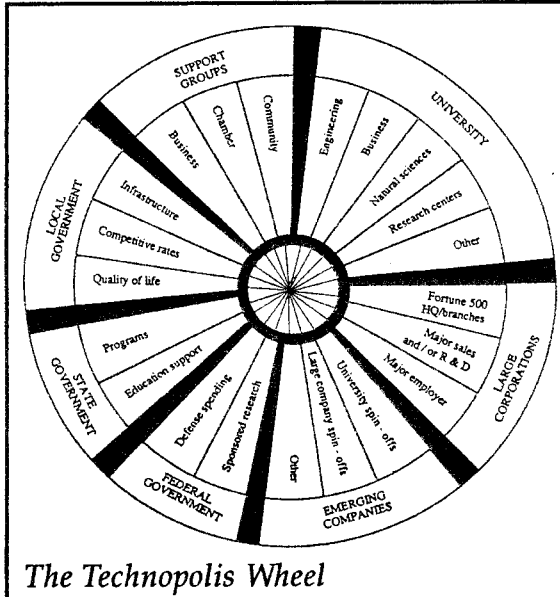 SUPPORT
GROUPS
Business
Chamber
Community
UNIVERSITY
Engineering
Business
Natural sciences
Research centers
Other
LARGE
CORPORATIONS
Fortune 500
HQ/branches
Major sales
and / or R & D
Major employer
EMERGING
COMPANIES
University spin - offs
Large company spin - offs
Other
FEDERAL
GOVERNMENT
Sponsored research
Defense spending
STATE
GOVERNMENT
Education support
Programs
LOCAL
GOVERNMENT
Quality of life
Competitive rates
Infrastructure
The Technopolis Wheel